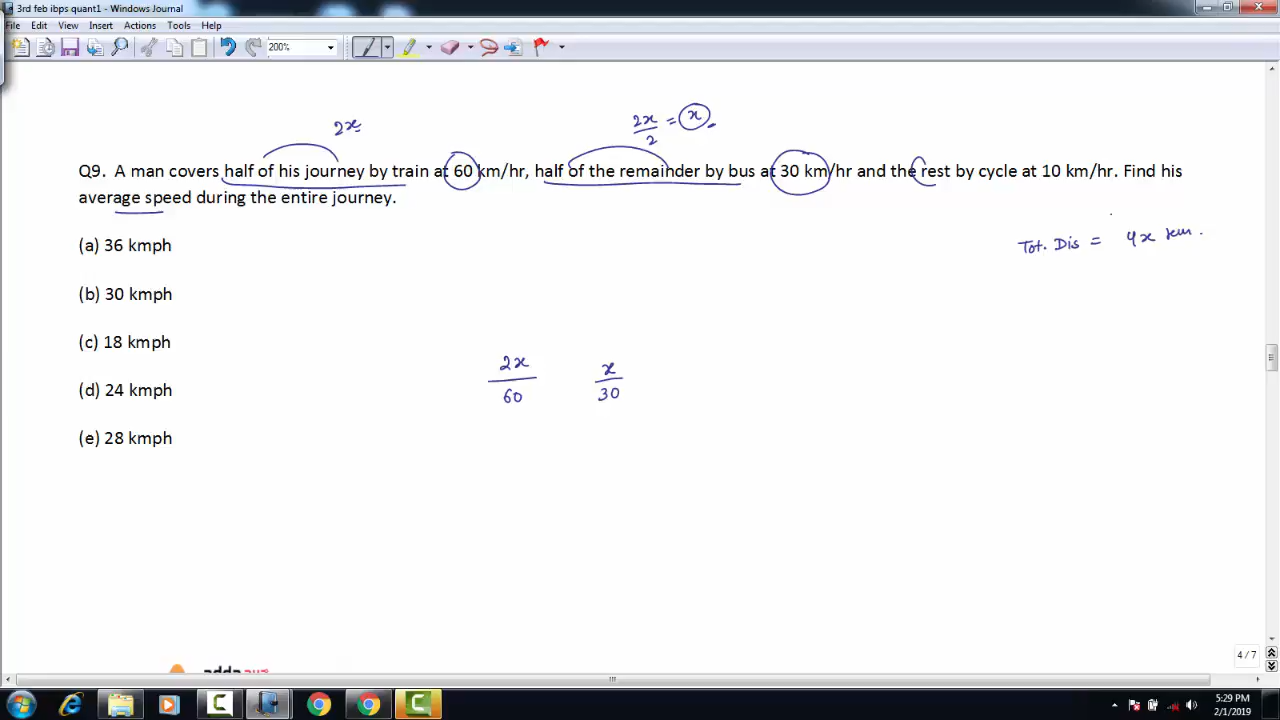 3rd feb ibps quant1 - Windows Journal
File Edit View Insert Actions Tools Help
200%
2x
2x/2 = x
Q9. A man covers half of his journey by train at 60 km/hr, half of the remainder by bus at 30 km/hr and the rest by cycle at 10 km/hr. Find his
average speed during the entire journey.
Tot. Dis = 4x km.
(a) 36 kmph
(b) 30 kmph
(c) 18 kmph
2x/60 x/30
(d) 24 kmph
(e) 28 kmph
4 / 7
5:29 PM
2/1/2019